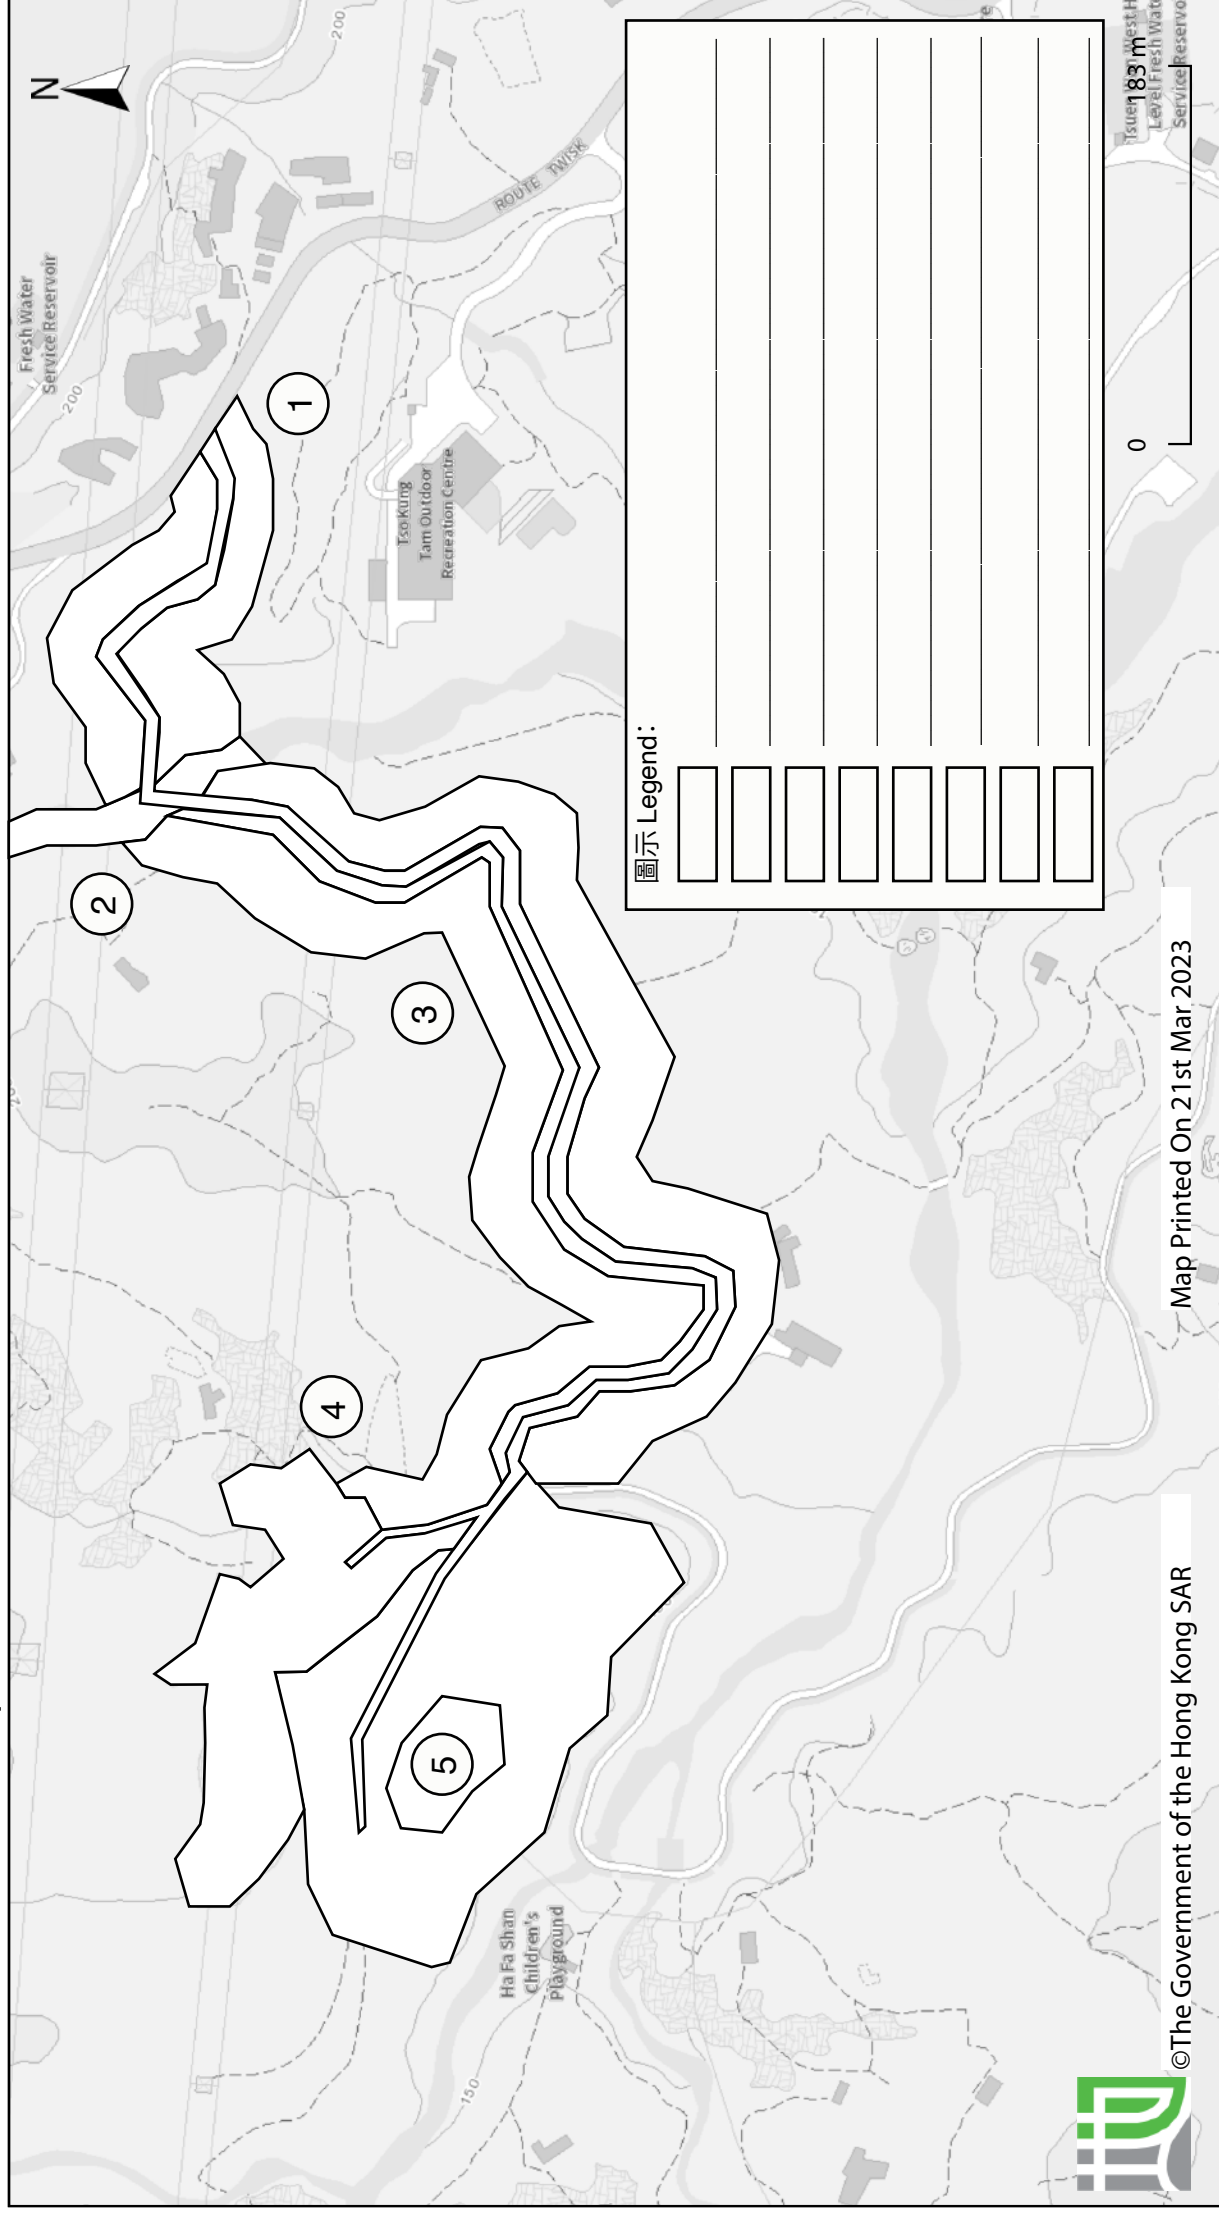 N
200
Fresh Water
Service Reservoir
200
ROUTE TWISK
1
2
3
4
5
Tso Kung
Tam Outdoor
Recreation Centre
Ha Fa Shan
Children's
Playground
150
圖示 Legend:
Level Fresh
0
183 m
Map Printed On 21st Mar 2023
©The Government of the Hong Kong SAR